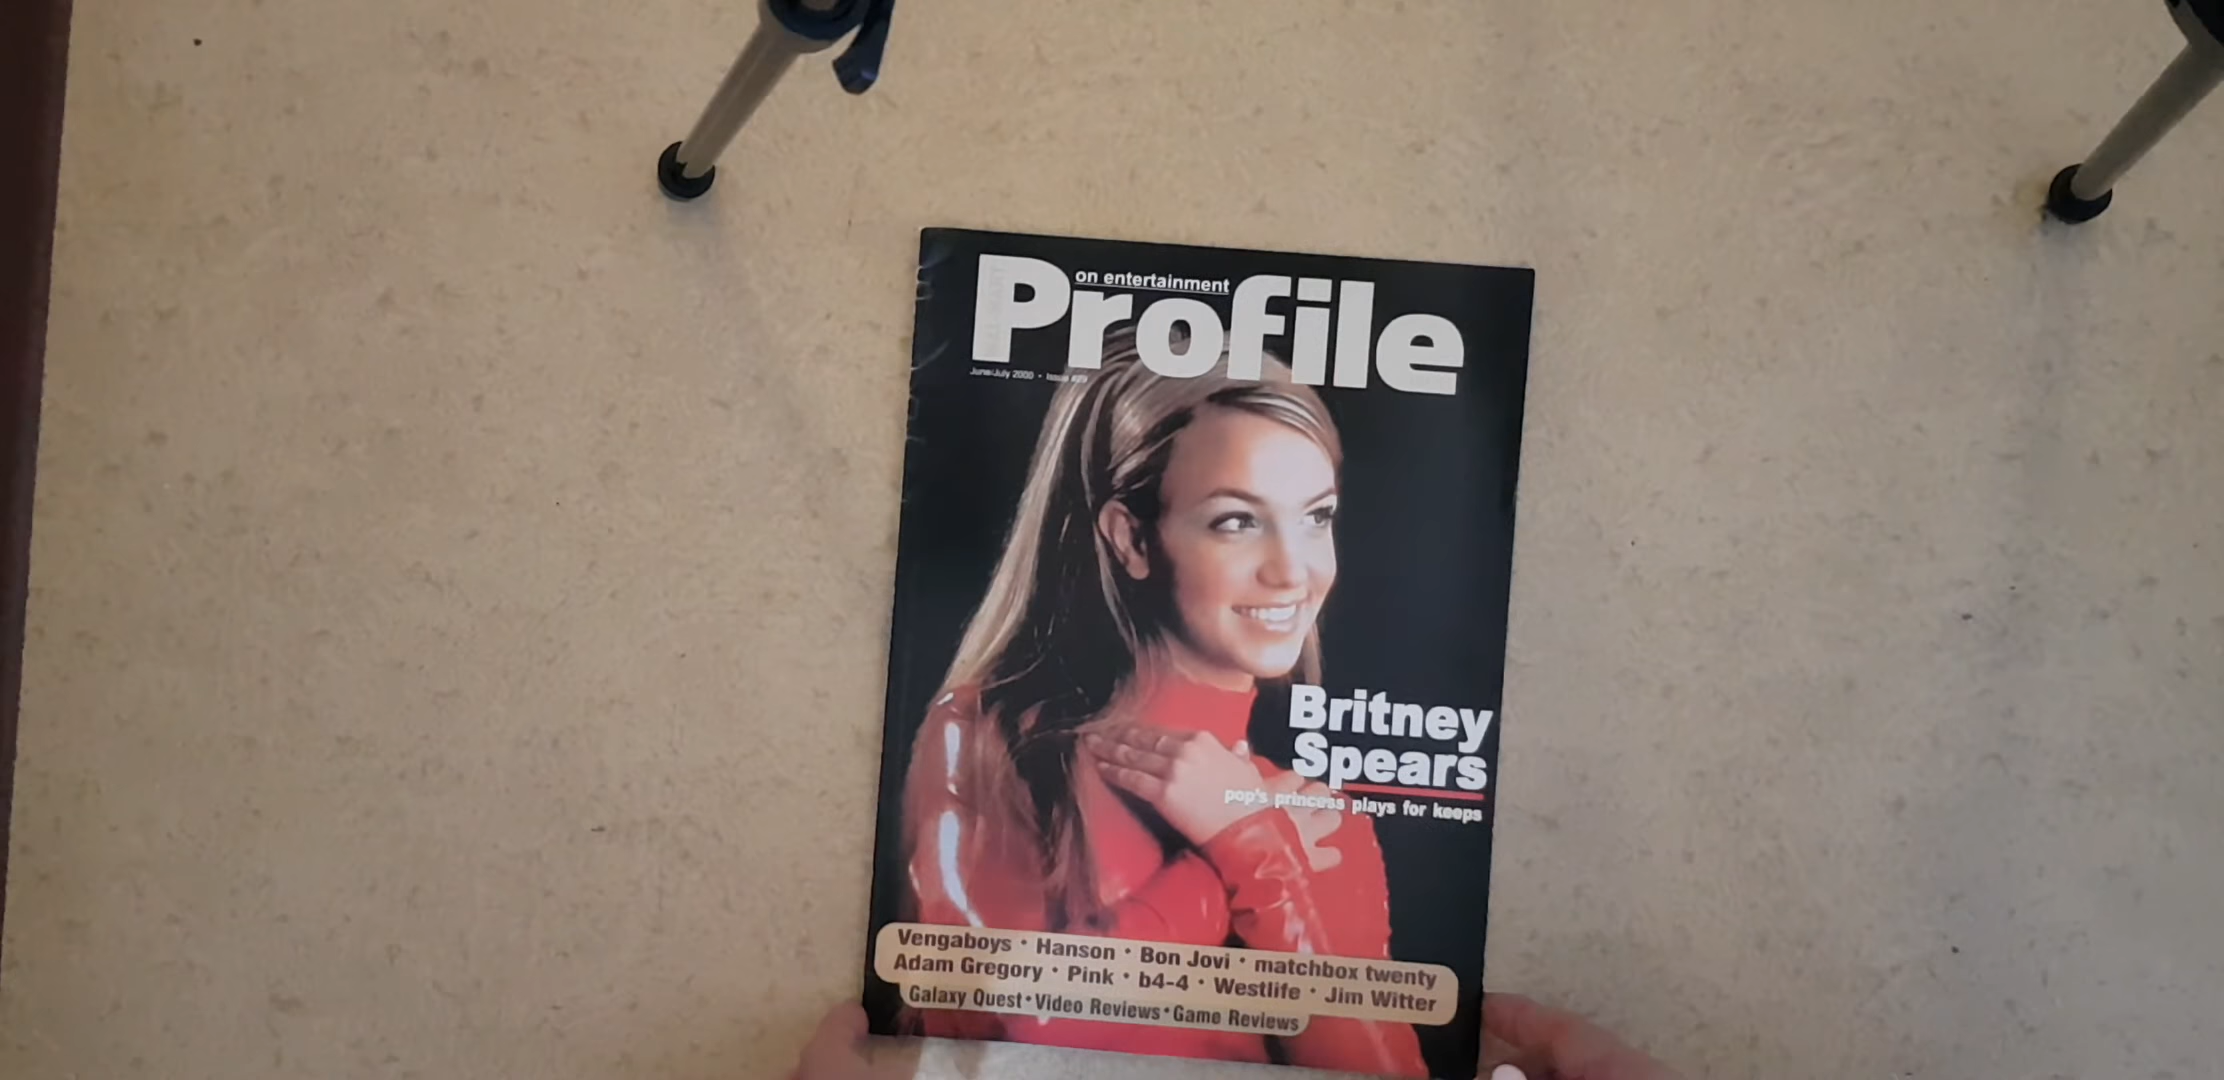 on entertainment
Profile
June/July 2000 • Issue #29
Britney
Spears
pop's princess plays for keeps
Vengaboys • Hanson • Bon Jovi • matchbox twenty
Adam Gregory • Pink • b4-4 • Westlife • Jim Witter
Galaxy Quest • Video Reviews • Game Reviews